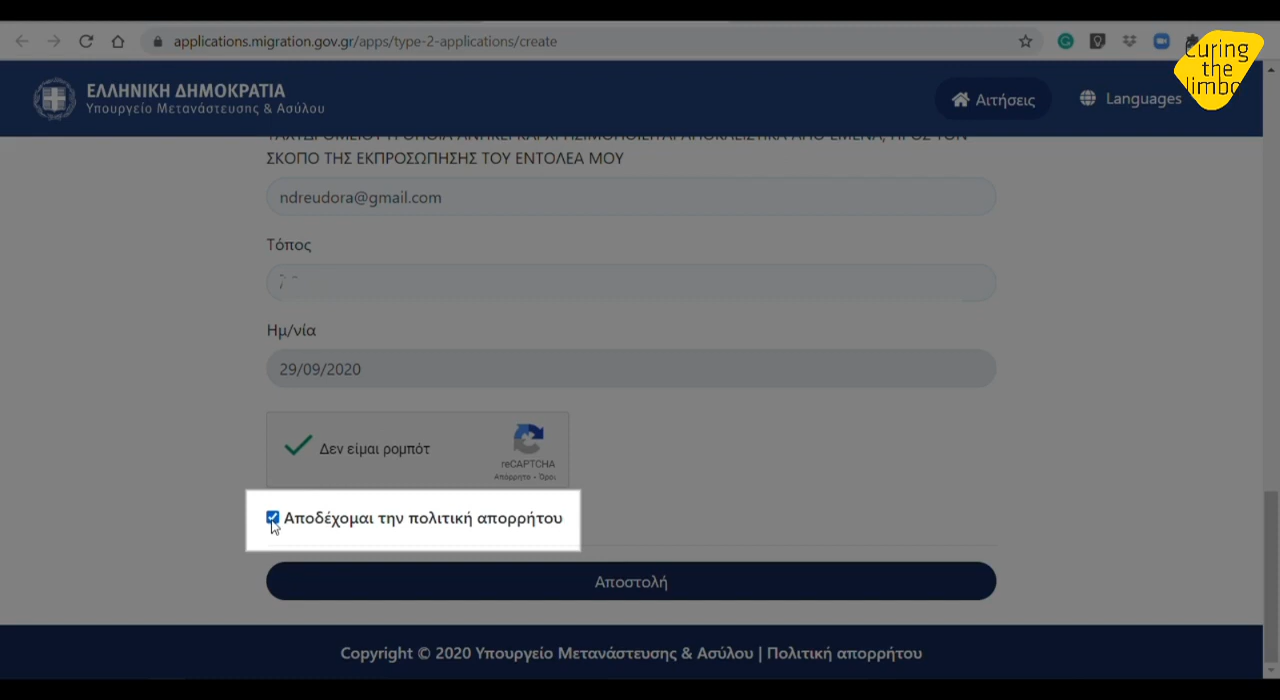 applications.migration.gov.gr/apps/type-2-applications/create
curing
the
limbo
ΕΛΛΗΝΙΚΗ ΔΗΜΟΚΡΑΤΙΑ
Υπουργείο Μετανάστευσης & Ασύλου
Αιτήσεις
Languages
ΣΚΟΠΟ ΤΗΣ ΕΚΠΡΟΣΩΠΗΣΗΣ ΤΟΥ ΕΝΤΟΛΕΑ ΜΟΥ
ndreudora@gmail.com
Τόπος
Ημ/νία
29/09/2020
Δεν είμαι ρομπότ
reCAPTCHA
Απόρρητο - Όροι
Αποδέχομαι την πολιτική απορρήτου
Αποστολή
Copyright © 2020 Υπουργείο Μετανάστευσης & Ασύλου | Πολιτική απορρήτου